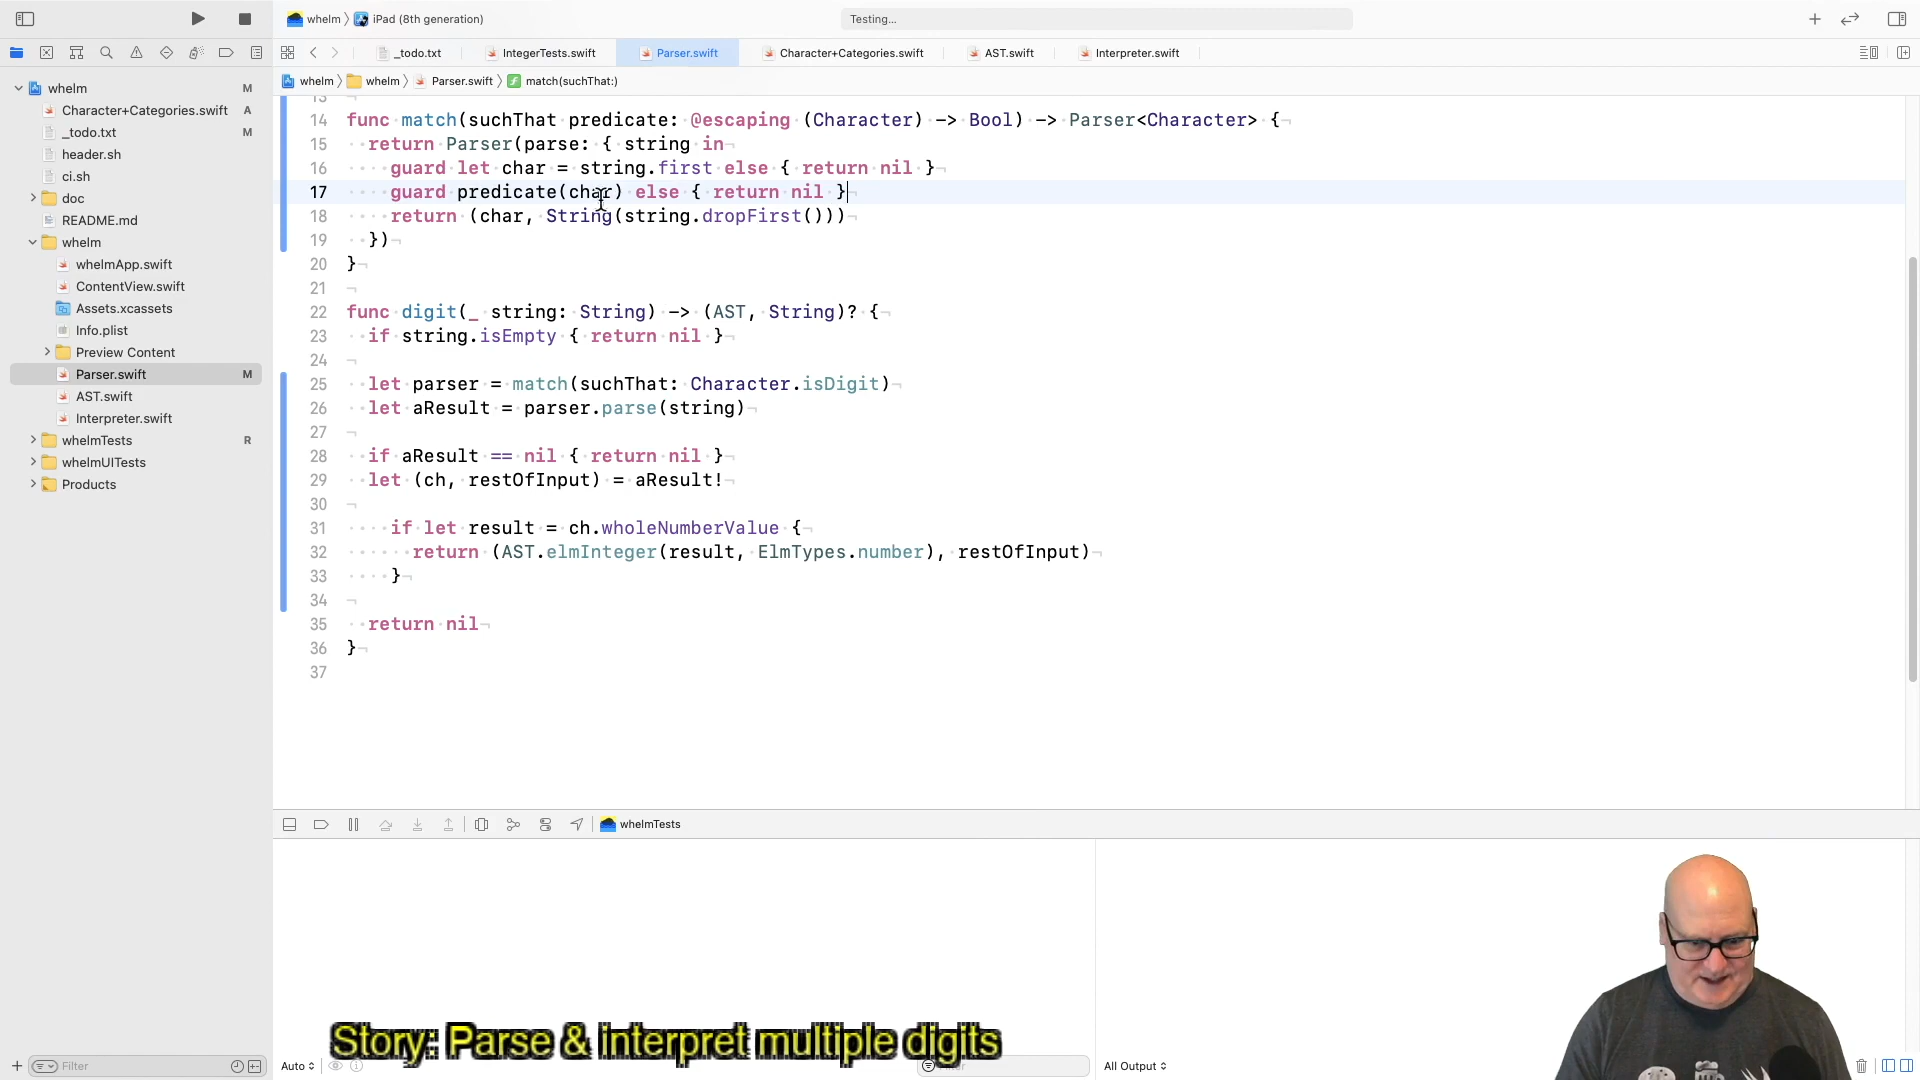 whelm
iPad (8th generation)
Testing...
_todo.txt
IntegerTests.swift
Parser.swift
Character+Categories.swift
AST.swift
Interpreter.swift
whelm
whelm
Parser.swift
match(suchThat:)
whelm M
Character+Categories.swift A
_todo.txt M
header.sh
ci.sh
doc
README.md
whelm
whelmApp.swift
ContentView.swift
Assets.xcassets
Info.plist
Preview Content
Parser.swift M
AST.swift
Interpreter.swift
whelmTests R
whelmUITests
Products
13
14 func match(suchThat predicate: @escaping (Character) -> Bool) -> Parser<Character> {
15 return Parser(parse: { string in
16 guard let char = string.first else { return nil }
17 guard predicate(char) else { return nil }
18 return (char, String(string.dropFirst()))
19 })
20 }
21
22 func digit(_ string: String) -> (AST, String)? {
23 if string.isEmpty { return nil }
24
25 let parser = match(suchThat: Character.isDigit)
26 let aResult = parser.parse(string)
27
28 if aResult == nil { return nil }
29 let (ch, restOfInput) = aResult!
30
31 if let result = ch.wholeNumberValue {
32 return (AST.elmInteger(result, ElmTypes.number), restOfInput)
33 }
34
35 return nil
36 }
37
whelmTests
Story: Parse & interpret multiple digits
Filter
Auto
Filter
All Output